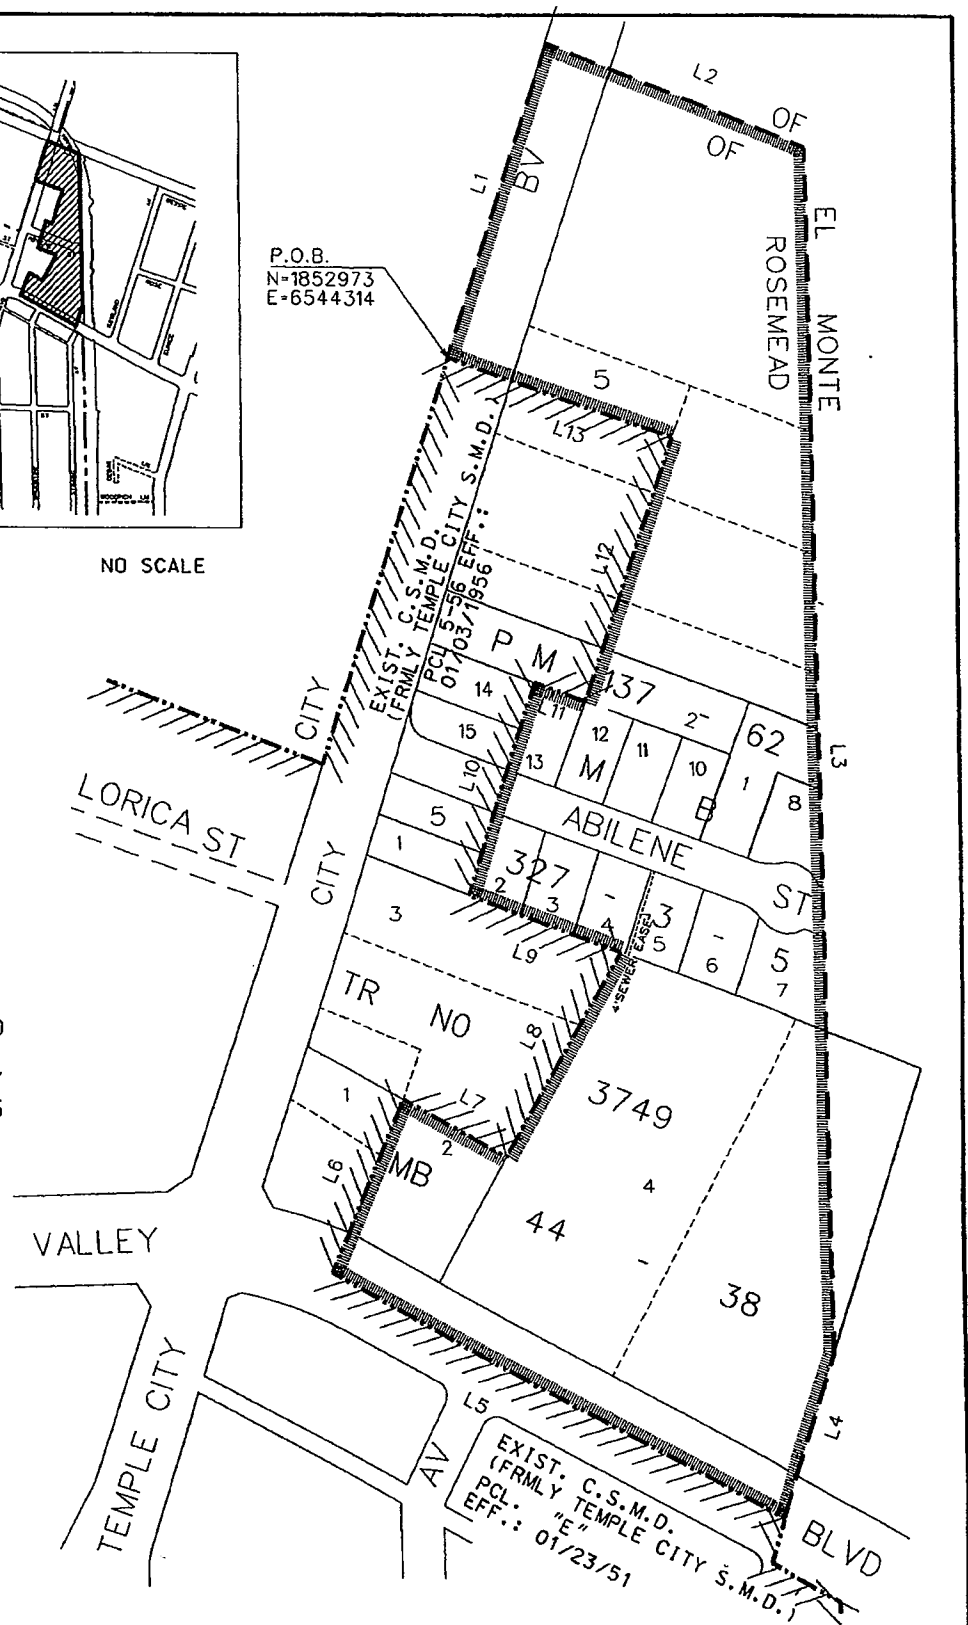 L2
OF
OF
L1
BV
EL MONTE
ROSEMEAD
P.O.B.
N=1852973
E=6544314
5
L13
NO SCALE
EXIST. C.S.M.D.
(FRMLY TEMPLE CITY S.M.D.)
PCL 5-56 EFF.:
01/03/1956
L12
P M
137
2-
62
14
15
L11
13
12
11
10
1
8
M
B
L3
L10
CITY
CITY
LORICA ST
5
1
ABILENE
ST
327
-
3
-
5
2
3
4
5
6
7
4'SEWER EASE.
3
L9
TR NO
L8
3749
1
L7
2
L6
MB
4
44
-
38
VALLEY
TEMPLE CITY
AV
L5
L4
EXIST. C.S.M.D.
(FRMLY TEMPLE CITY S.M.D.)
PCL. "E"
EFF.: 01/23/51
BLVD